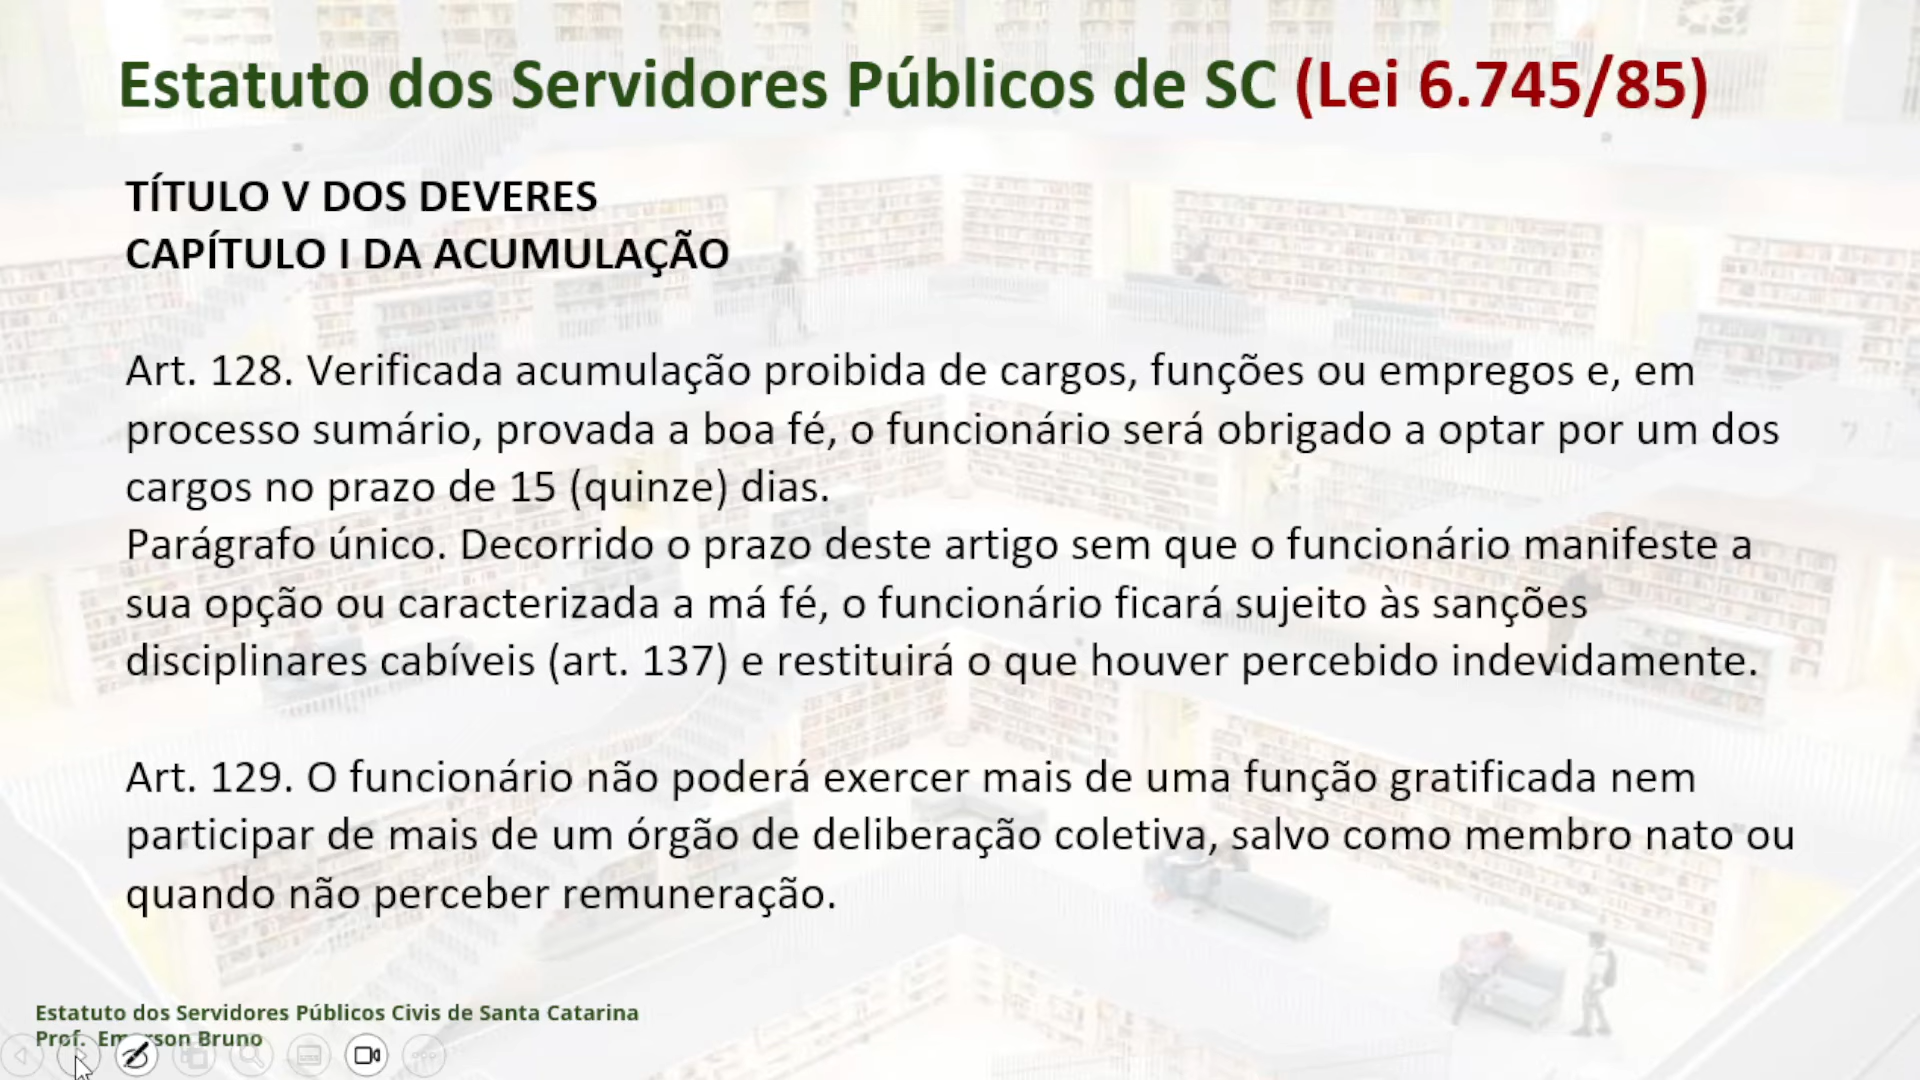 Estatuto dos Servidores Públicos de SC (Lei 6.745/85)
TÍTULO V DOS DEVERES
CAPÍTULO I DA ACUMULAÇÃO
Art. 128. Verificada acumulação proibida de cargos, funções ou empregos e, em
processo sumário, provada a boa fé, o funcionário será obrigado a optar por um dos
cargos no prazo de 15 (quinze) dias.
Parágrafo único. Decorrido o prazo deste artigo sem que o funcionário manifeste a
sua opção ou caracterizada a má fé, o funcionário ficará sujeito às sanções
disciplinares cabíveis (art. 137) e restituirá o que houver percebido indevidamente.
Art. 129. O funcionário não poderá exercer mais de uma função gratificada nem
participar de mais de um órgão de deliberação coletiva, salvo como membro nato ou
quando não perceber remuneração.
Estatuto dos Servidores Públicos Civis de Santa Catarina
Prof. Emerson Bruno